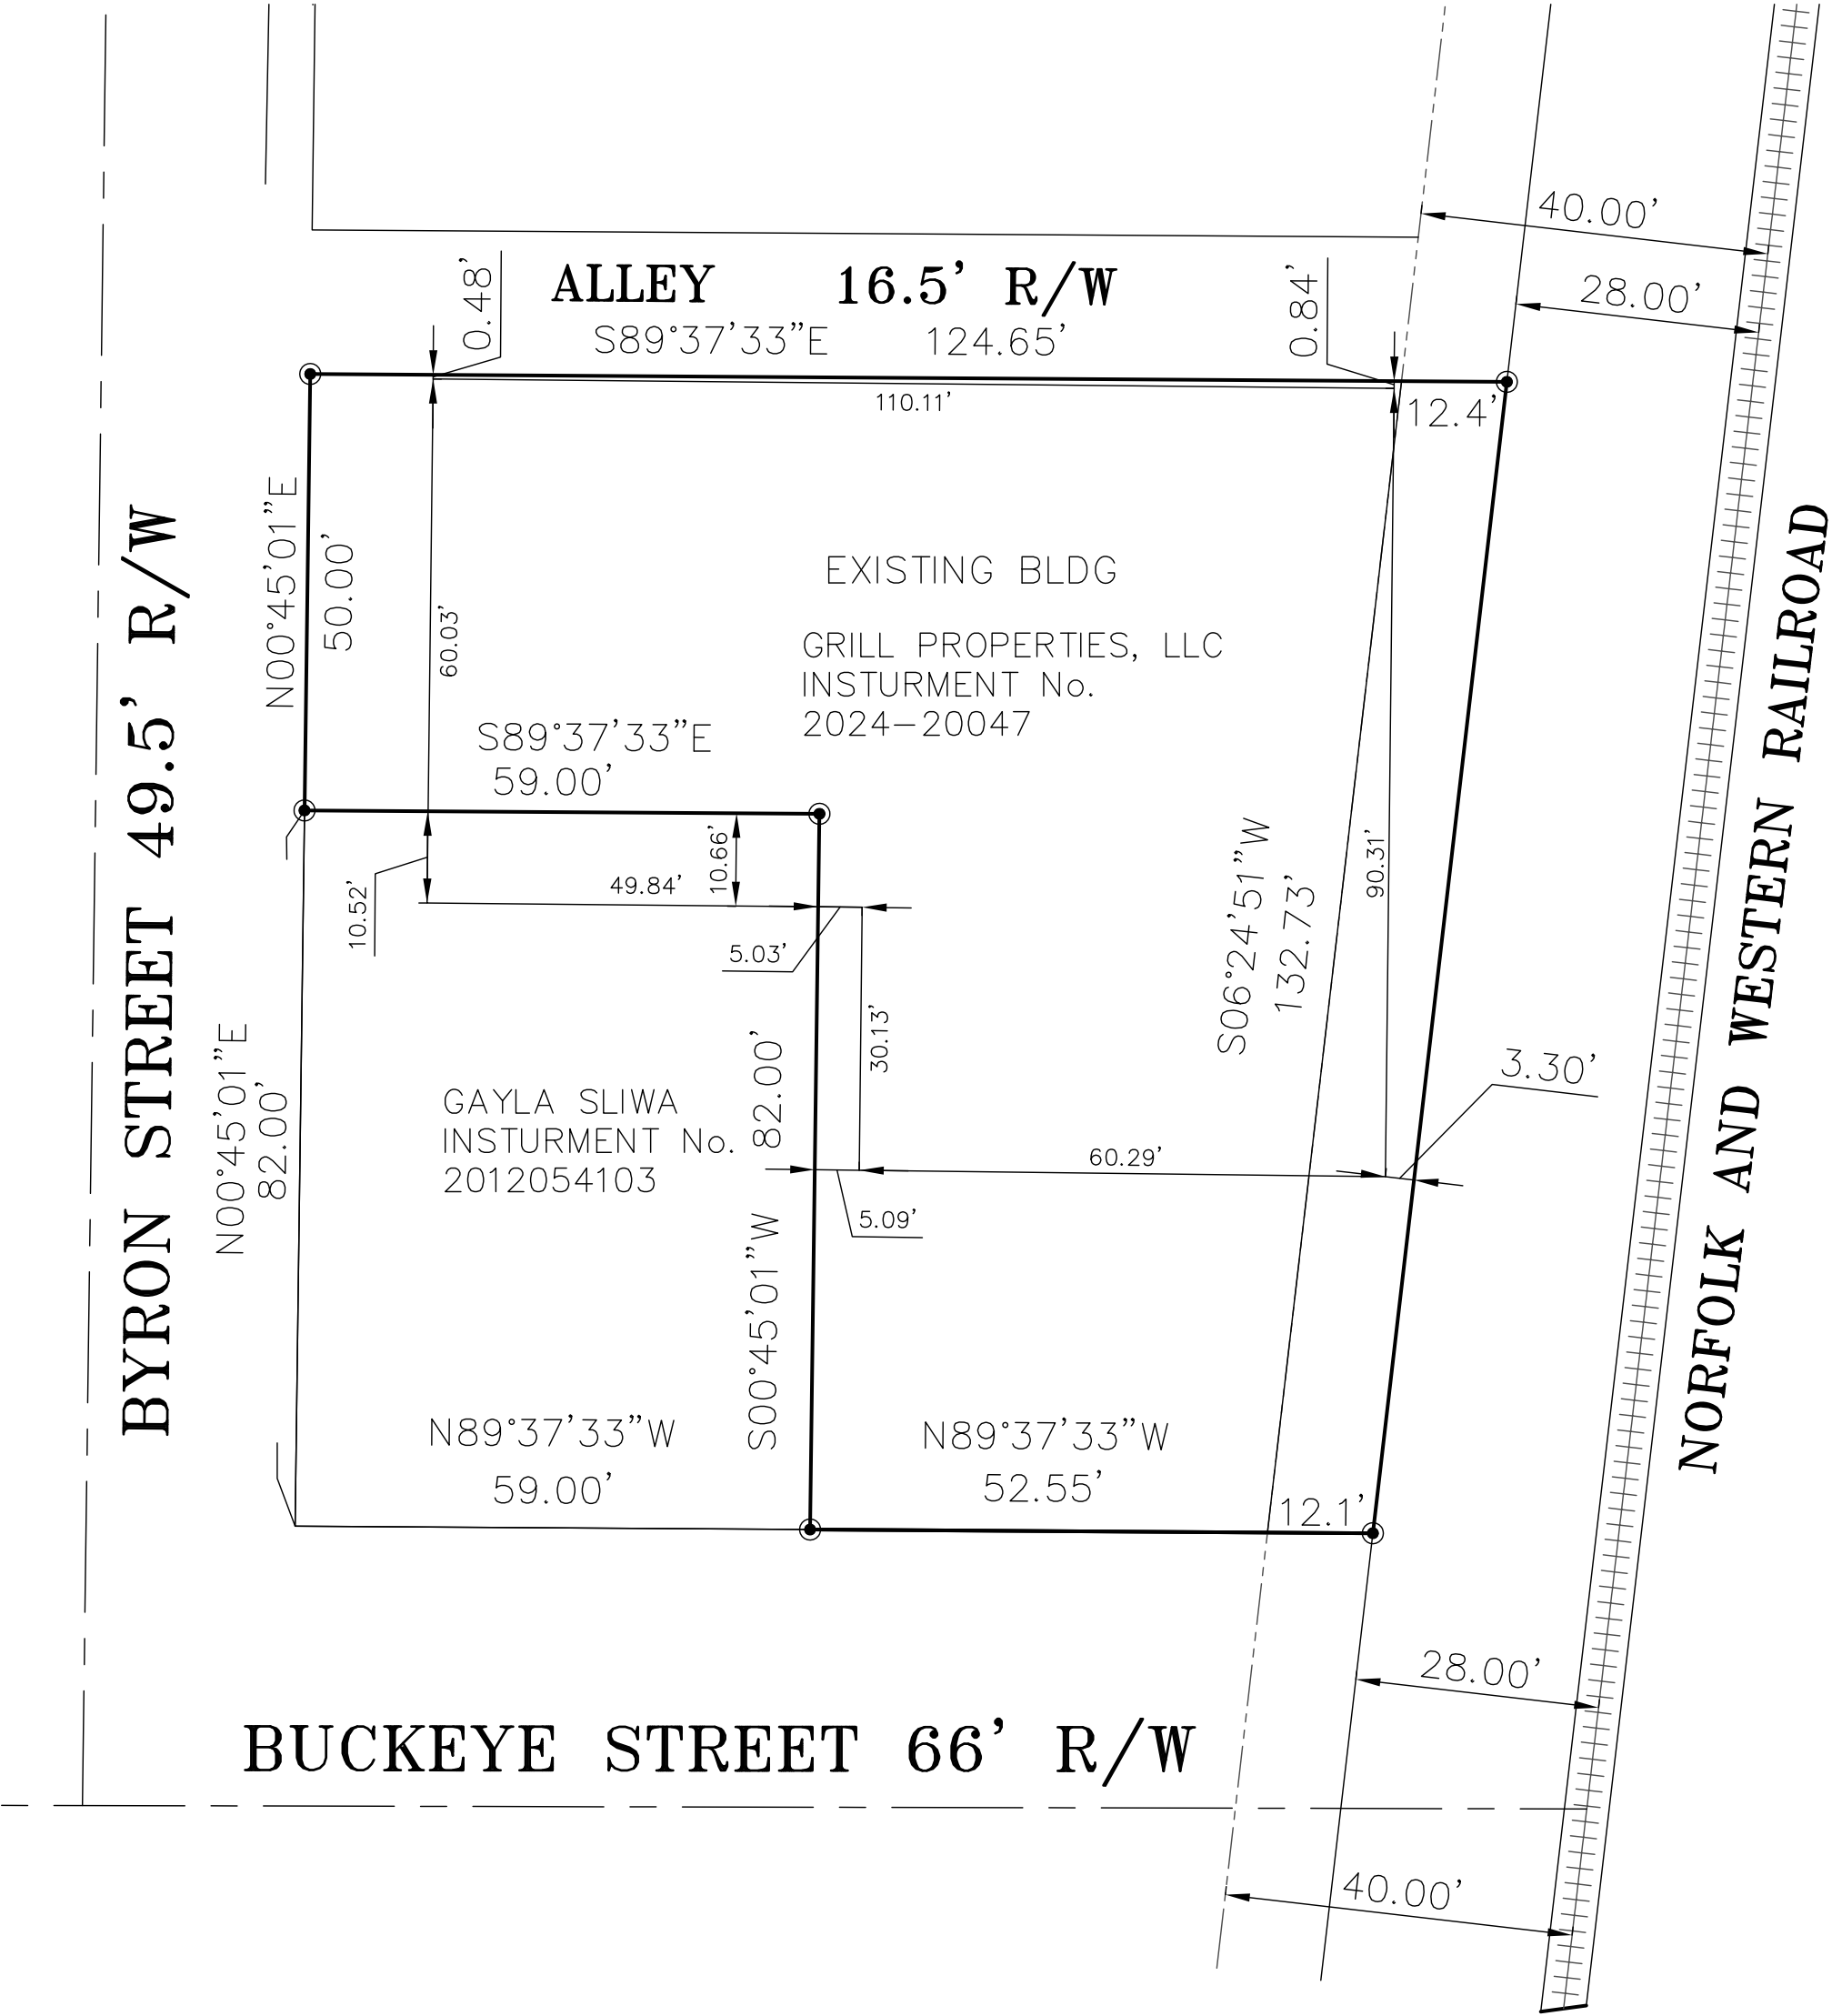 40.00'
28.00'
0.48'
ALLEY 16.5' R/W
S89°37'33"E 124.65'
0.84'
110.11'
12.4'
N00°45'01"E
50.00'
60.03'
EXISTING BLDG
GRILL PROPERTIES, LLC
INSTURMENT No.
2024-20047
S89°37'33"E
59.00'
BYRON STREET 49.5' R/W
10.52'
49.84'
10.66'
5.03'
30.13'
S06°24'51"W
132.73'
90.31'
NORFOLK AND WESTERN RAILROAD
N00°45'01"E
82.00'
GAYLA SLIWA
INSTURMENT No.
2012054103
S00°45'01"W 82.00'
60.29'
5.09'
3.30'
N89°37'33"W
59.00'
N89°37'33"W
52.55'
12.1'
28.00'
BUCKEYE STREET 66' R/W
40.00'